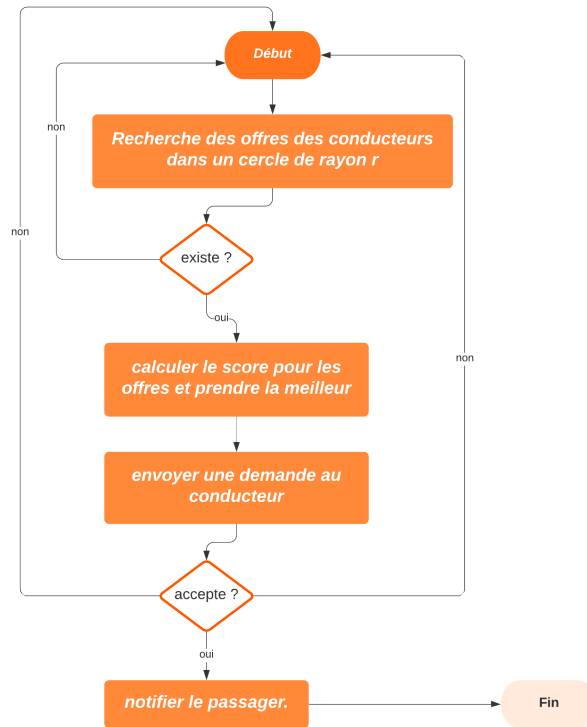 Début
non
Recherche des offres des conducteurs
dans un cercle de rayon r
non
existe ?
oui
calculer le score pour les
offres et prendre la meilleur
non
envoyer une demande au
conducteur
accepte ?
oui
notifier le passager.
Fin